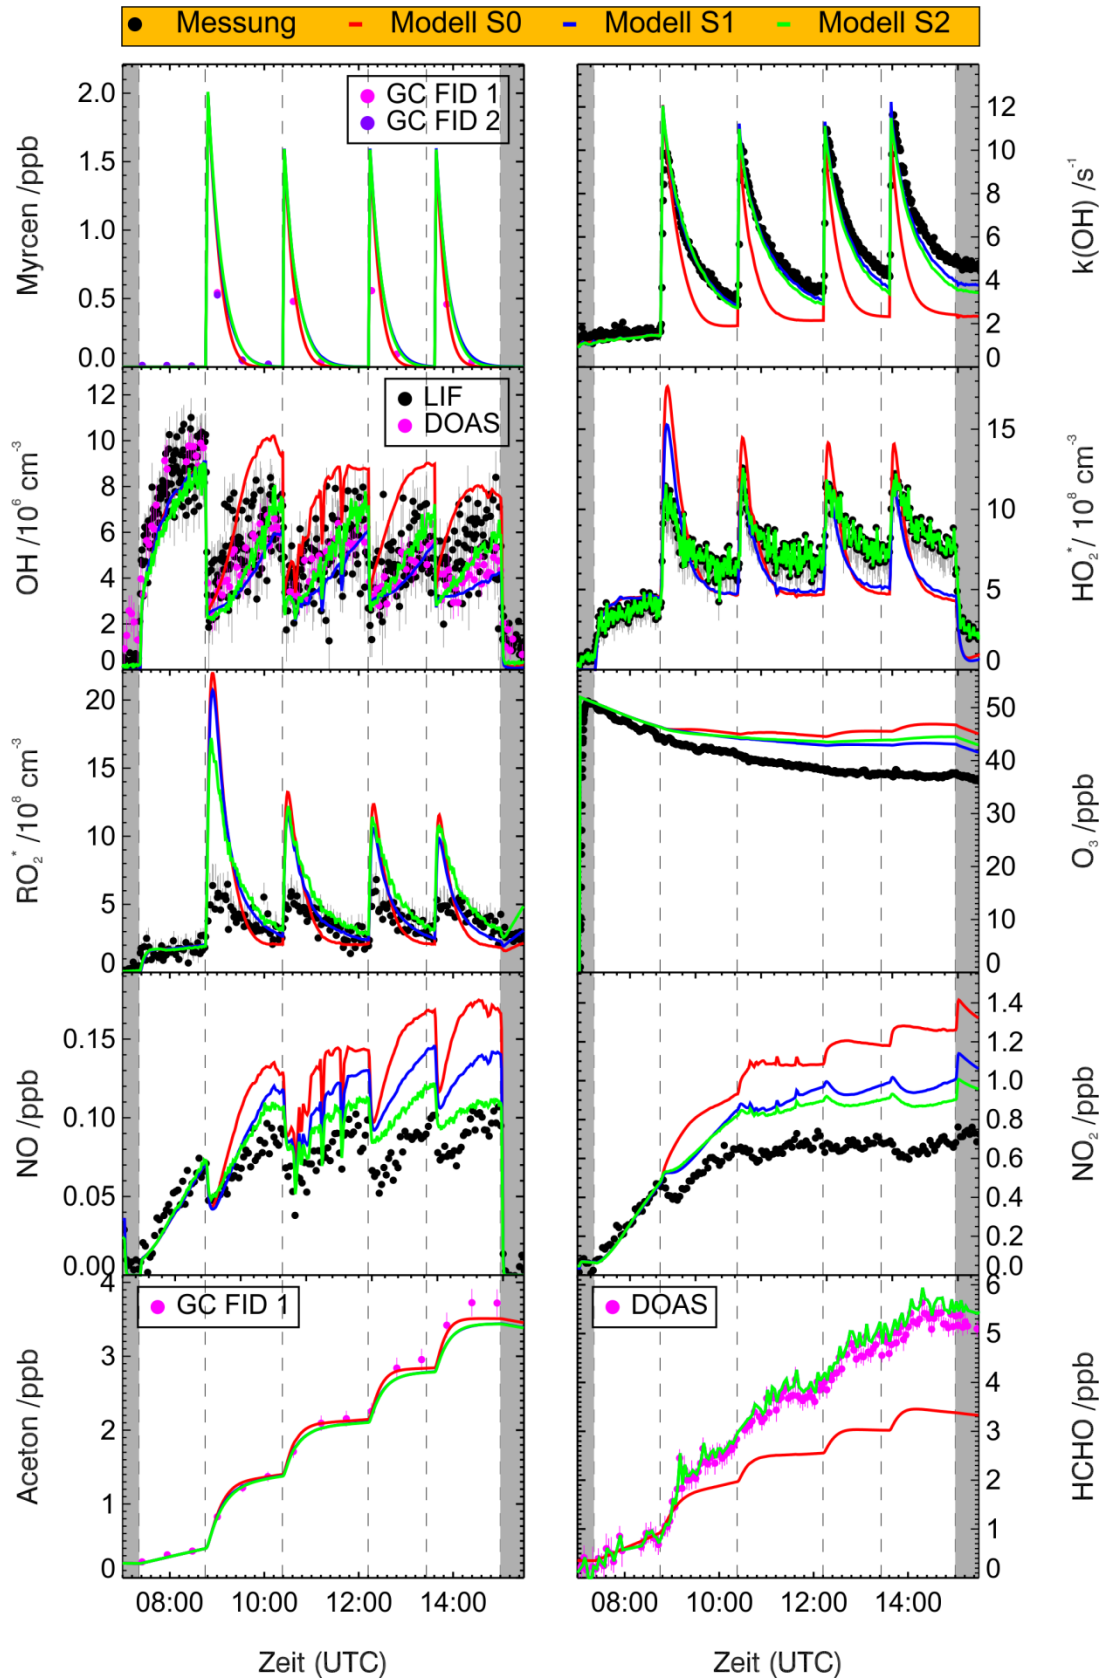 Messung Modell S0 Modell S1 Modell S2
Myrcen /ppb
2.0
1.5
1.0
0.5
0.0
GC FID 1
GC FID 2
k(OH) /s⁻¹
12
10
8
6
4
2
0
OH /10⁶ cm⁻³
12
10
8
6
4
2
0
LIF
DOAS
HO₂* / 10⁸ cm⁻³
15
10
5
0
RO₂* /10⁸ cm⁻³
20
15
10
5
0
O₃ /ppb
50
40
30
20
10
0
NO /ppb
0.15
0.10
0.05
0.00
NO₂ /ppb
1.4
1.2
1.0
0.8
0.6
0.4
0.2
0.0
Aceton /ppb
4
3
2
1
0
GC FID 1
HCHO /ppb
6
5
4
3
2
1
0
DOAS
08:00 10:00 12:00 14:00
08:00 10:00 12:00 14:00
Zeit (UTC)
Zeit (UTC)